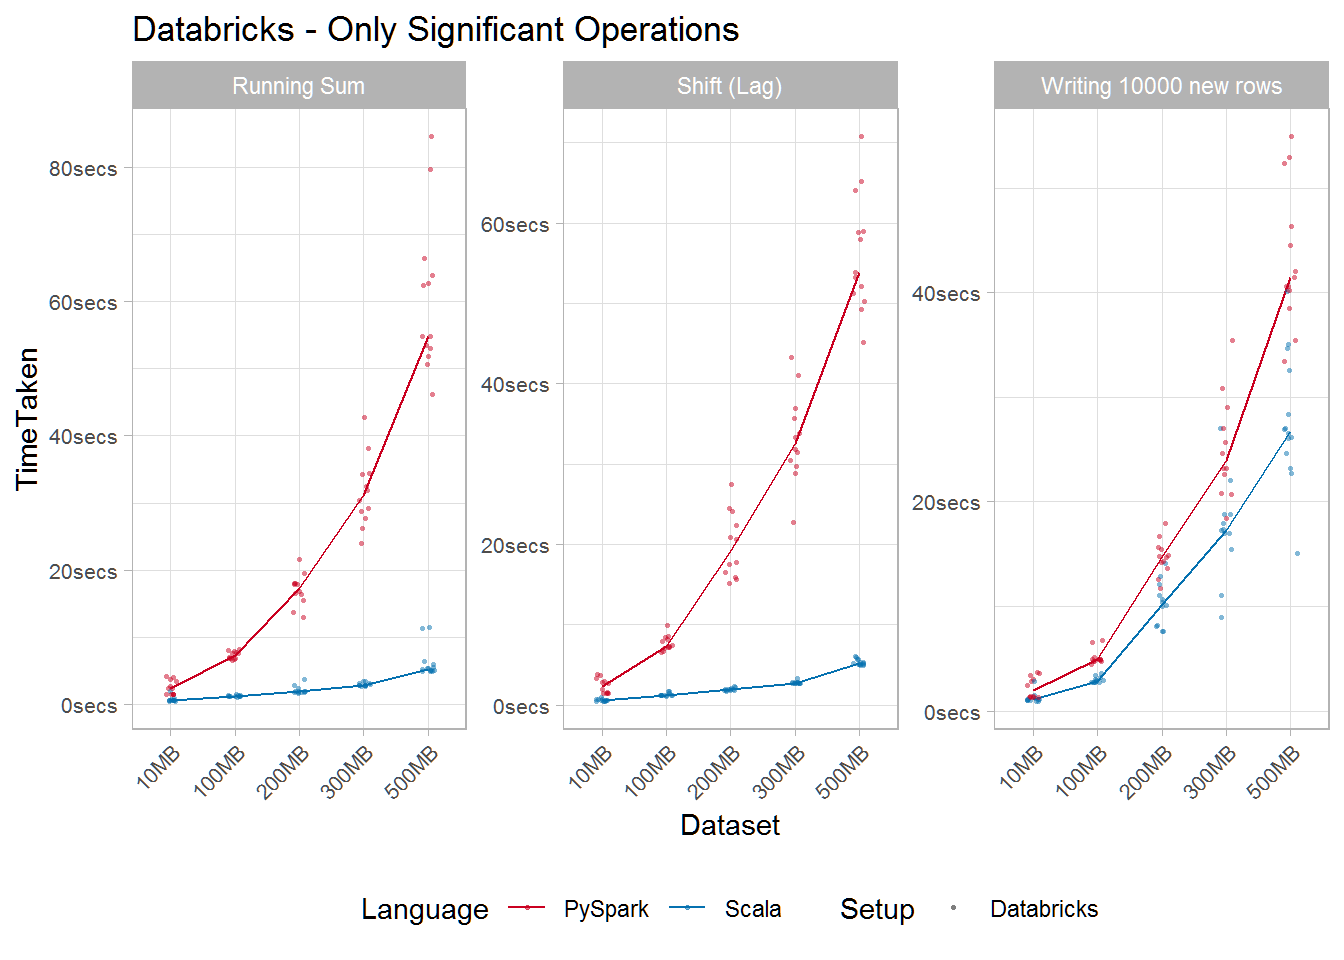 Databricks - Only Significant Operations
Running Sum
Shift (Lag)
Writing 10000 new rows
TimeTaken
80secs
60secs
40secs
20secs
0secs
10MB
100MB
200MB
300MB
500MB
60secs
40secs
20secs
0secs
10MB
100MB
200MB
300MB
500MB
40secs
20secs
0secs
10MB
100MB
200MB
300MB
500MB
Dataset
Language PySpark Scala Setup Databricks